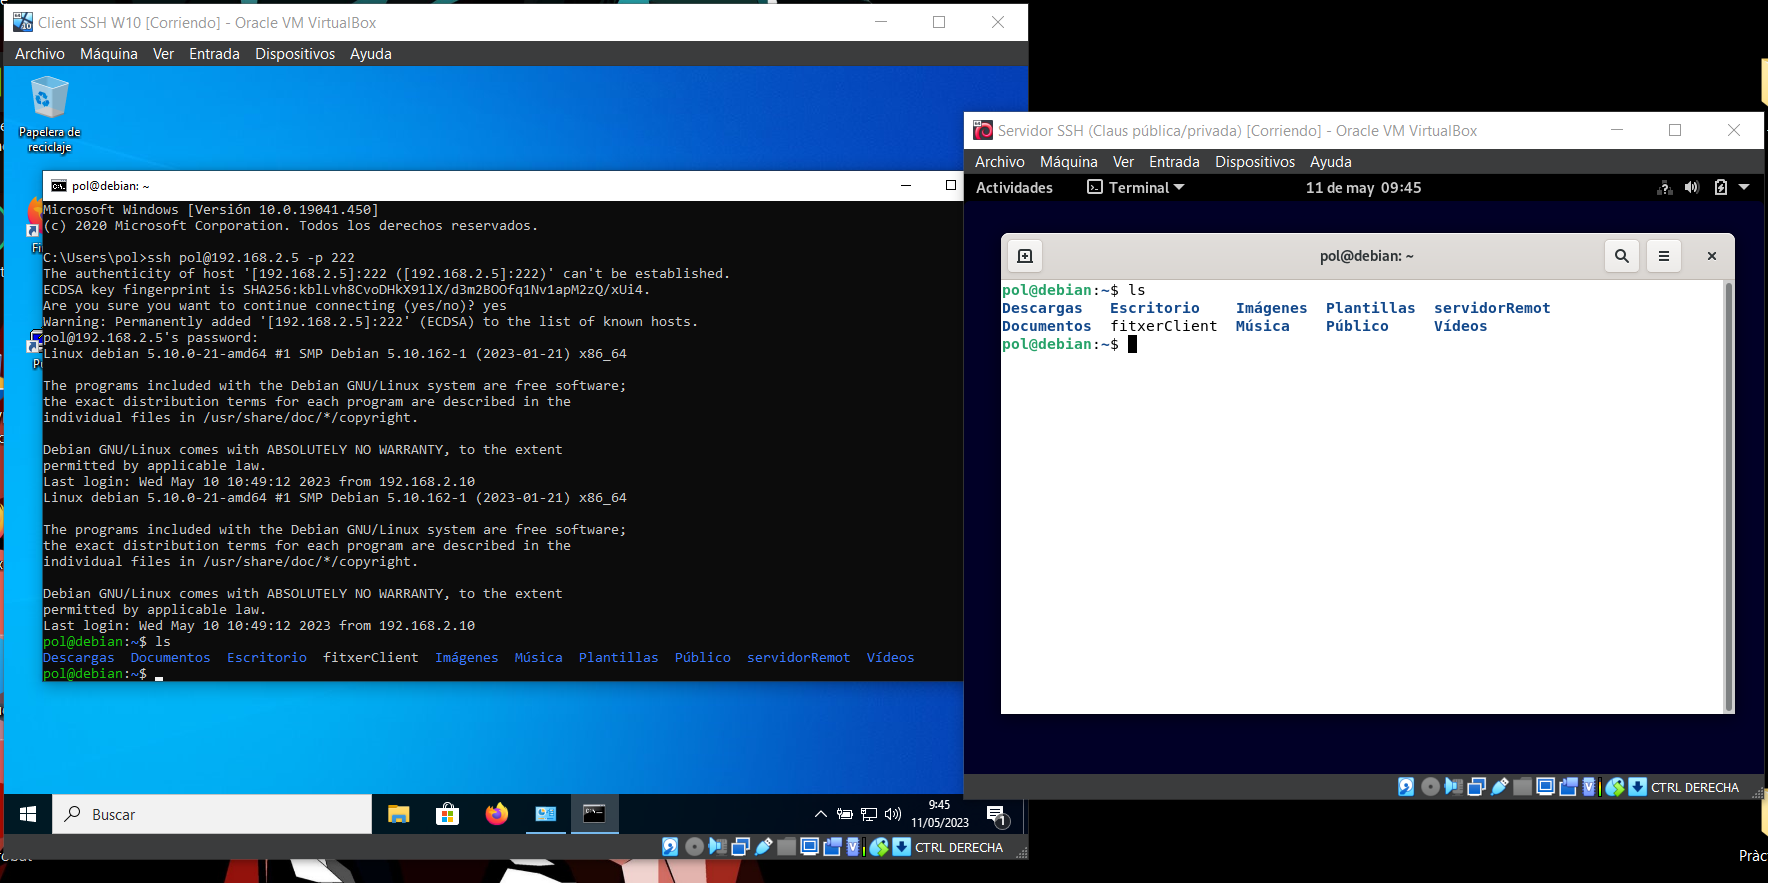 Client SSH W10 [Corriendo] - Oracle VM VirtualBox
Archivo Máquina Ver Entrada Dispositivos Ayuda
Papelera de
reciclaje
pol@debian: ~
Microsoft Windows [Versión 10.0.19041.450]
(c) 2020 Microsoft Corporation. Todos los derechos reservados.
C:\Users\pol>ssh pol@192.168.2.5 -p 222
The authenticity of host '[192.168.2.5]:222 ([192.168.2.5]:222)' can't be established.
ECDSA key fingerprint is SHA256:kblLvh8CvoDHkX91lX/d3m2BOOfq1Nv1apM2zQ/xUi4.
Are you sure you want to continue connecting (yes/no)? yes
Warning: Permanently added '[192.168.2.5]:222' (ECDSA) to the list of known hosts.
pol@192.168.2.5's password:
Linux debian 5.10.0-21-amd64 #1 SMP Debian 5.10.162-1 (2023-01-21) x86_64
The programs included with the Debian GNU/Linux system are free software;
the exact distribution terms for each program are described in the
individual files in /usr/share/doc/*/copyright.
Debian GNU/Linux comes with ABSOLUTELY NO WARRANTY, to the extent
permitted by applicable law.
Last login: Wed May 10 10:49:12 2023 from 192.168.2.10
Linux debian 5.10.0-21-amd64 #1 SMP Debian 5.10.162-1 (2023-01-21) x86_64
The programs included with the Debian GNU/Linux system are free software;
the exact distribution terms for each program are described in the
individual files in /usr/share/doc/*/copyright.
Debian GNU/Linux comes with ABSOLUTELY NO WARRANTY, to the extent
permitted by applicable law.
Last login: Wed May 10 10:49:12 2023 from 192.168.2.10
pol@debian:~$ ls
Descargas Documentos Escritorio fitxerClient Imágenes Música Plantillas Público servidorRemot Vídeos
pol@debian:~$
Buscar
9:45
11/05/2023
1
CTRL DERECHA
Servidor SSH (Claus pública/privada) [Corriendo] - Oracle VM VirtualBox
Archivo Máquina Ver Entrada Dispositivos Ayuda
Actividades Terminal 11 de may 09:45
pol@debian: ~
pol@debian:~$ ls
Descargas Escritorio Imágenes Plantillas servidorRemot
Documentos fitxerClient Música Público Vídeos
pol@debian:~$
CTRL DERECHA